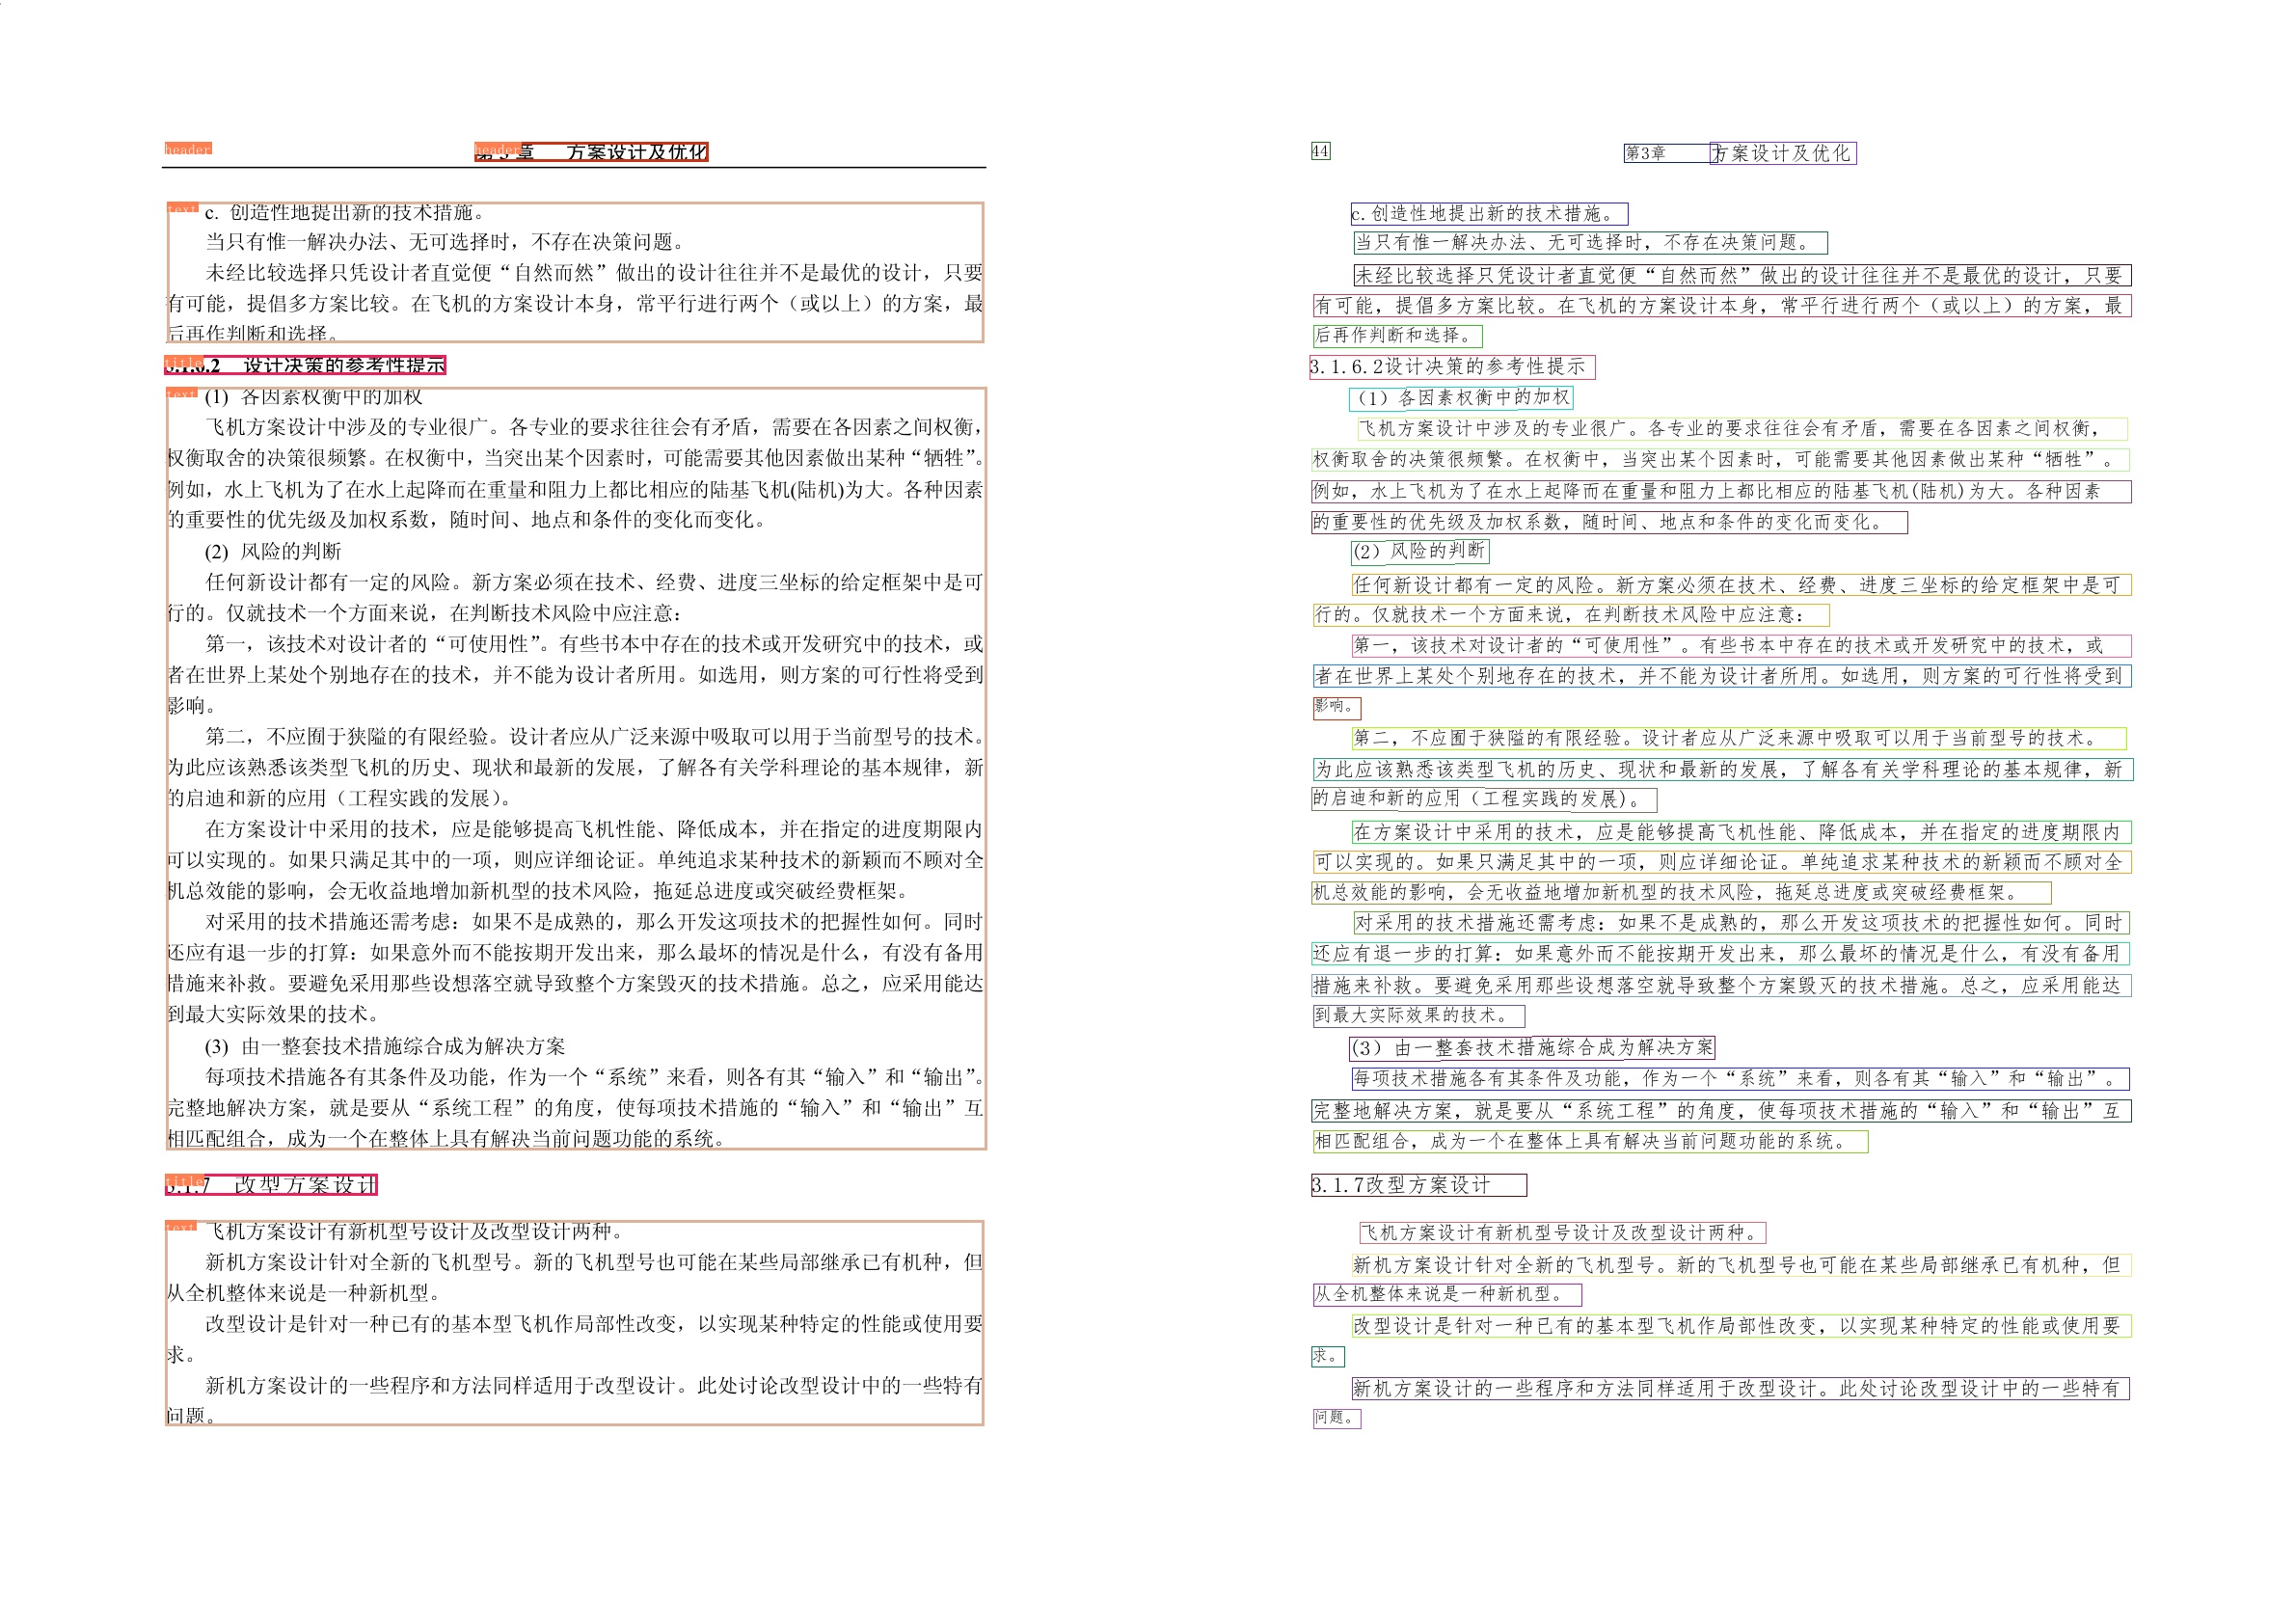 header
header 章 方案设计及优化
text c. 创造性地提出新的技术措施。
当只有惟一解决办法、无可选择时，不存在决策问题。
未经比较选择只凭设计者直觉便“自然而然”做出的设计往往并不是最优的设计，只要
有可能，提倡多方案比较。在飞机的方案设计本身，常平行进行两个（或以上）的方案，最
后再作判断和选择。
title .2 设计决策的参考性提示
text (1) 各因素权衡中的加权
飞机方案设计中涉及的专业很广。各专业的要求往往会有矛盾，需要在各因素之间权衡，
权衡取舍的决策很频繁。在权衡中，当突出某个因素时，可能需要其他因素做出某种“牺牲”。
例如，水上飞机为了在水上起降而在重量和阻力上都比相应的陆基飞机(陆机)为大。各种因素
的重要性的优先级及加权系数，随时间、地点和条件的变化而变化。
(2) 风险的判断
任何新设计都有一定的风险。新方案必须在技术、经费、进度三坐标的给定框架中是可
行的。仅就技术一个方面来说，在判断技术风险中应注意：
第一，该技术对设计者的“可使用性”。有些书本中存在的技术或开发研究中的技术，或
者在世界上某处个别地存在的技术，并不能为设计者所用。如选用，则方案的可行性将受到
影响。
第二，不应囿于狭隘的有限经验。设计者应从广泛来源中吸取可以用于当前型号的技术。
为此应该熟悉该类型飞机的历史、现状和最新的发展，了解各有关学科理论的基本规律，新
的启迪和新的应用（工程实践的发展）。
在方案设计中采用的技术，应是能够提高飞机性能、降低成本，并在指定的进度期限内
可以实现的。如果只满足其中的一项，则应详细论证。单纯追求某种技术的新颖而不顾对全
机总效能的影响，会无收益地增加新机型的技术风险，拖延总进度或突破经费框架。
对采用的技术措施还需考虑：如果不是成熟的，那么开发这项技术的把握性如何。同时
还应有退一步的打算：如果意外而不能按期开发出来，那么最坏的情况是什么，有没有备用
措施来补救。要避免采用那些设想落空就导致整个方案毁灭的技术措施。总之，应采用能达
到最大实际效果的技术。
(3) 由一整套技术措施综合成为解决方案
每项技术措施各有其条件及功能，作为一个“系统”来看，则各有其“输入”和“输出”。
完整地解决方案，就是要从“系统工程”的角度，使每项技术措施的“输入”和“输出”互
相匹配组合，成为一个在整体上具有解决当前问题功能的系统。
title 7 改型方案设计
text 飞机方案设计有新机型号设计及改型设计两种。
新机方案设计针对全新的飞机型号。新的飞机型号也可能在某些局部继承已有机种，但
从全机整体来说是一种新机型。
改型设计是针对一种已有的基本型飞机作局部性改变，以实现某种特定的性能或使用要
求。
新机方案设计的一些程序和方法同样适用于改型设计。此处讨论改型设计中的一些特有
问题。
44 第3章 方案设计及优化
c.创造性地提出新的技术措施。
当只有惟一解决办法、无可选择时，不存在决策问题。
未经比较选择只凭设计者直觉便“自然而然”做出的设计往往并不是最优的设计，只要
有可能，提倡多方案比较。在飞机的方案设计本身，常平行进行两个（或以上）的方案，最
后再作判断和选择。
3.1.6.2设计决策的参考性提示
（1）各因素权衡中的加权
飞机方案设计中涉及的专业很广。各专业的要求往往会有矛盾，需要在各因素之间权衡，
权衡取舍的决策很频繁。在权衡中，当突出某个因素时，可能需要其他因素做出某种“牺牲”。
例如，水上飞机为了在水上起降而在重量和阻力上都比相应的陆基飞机(陆机)为大。各种因素
的重要性的优先级及加权系数，随时间、地点和条件的变化而变化。
(2）风险的判断
任何新设计都有一定的风险。新方案必须在技术、经费、进度三坐标的给定框架中是可
行的。仅就技术一个方面来说，在判断技术风险中应注意：
第一，该技术对设计者的“可使用性”。有些书本中存在的技术或开发研究中的技术，或
者在世界上某处个别地存在的技术，并不能为设计者所用。如选用，则方案的可行性将受到
影响。
第二，不应囿于狭隘的有限经验。设计者应从广泛来源中吸取可以用于当前型号的技术。
为此应该熟悉该类型飞机的历史、现状和最新的发展，了解各有关学科理论的基本规律，新
的启迪和新的应用（工程实践的发展)。
在方案设计中采用的技术，应是能够提高飞机性能、降低成本，并在指定的进度期限内
可以实现的。如果只满足其中的一项，则应详细论证。单纯追求某种技术的新颖而不顾对全
机总效能的影响，会无收益地增加新机型的技术风险，拖延总进度或突破经费框架。
对采用的技术措施还需考虑：如果不是成熟的，那么开发这项技术的把握性如何。同时
还应有退一步的打算：如果意外而不能按期开发出来，那么最坏的情况是什么，有没有备用
措施来补救。要避免采用那些设想落空就导致整个方案毁灭的技术措施。总之，应采用能达
到最大实际效果的技术。
(3）由一整套技术措施综合成为解决方案
每项技术措施各有其条件及功能，作为一个“系统”来看，则各有其“输入”和“输出”。
完整地解决方案，就是要从“系统工程”的角度，使每项技术措施的“输入”和“输出”互
相匹配组合，成为一个在整体上具有解决当前问题功能的系统。
3.1.7改型方案设计
飞机方案设计有新机型号设计及改型设计两种。
新机方案设计针对全新的飞机型号。新的飞机型号也可能在某些局部继承已有机种，但
从全机整体来说是一种新机型。
改型设计是针对一种已有的基本型飞机作局部性改变，以实现某种特定的性能或使用要
求。
新机方案设计的一些程序和方法同样适用于改型设计。此处讨论改型设计中的一些特有
问题。